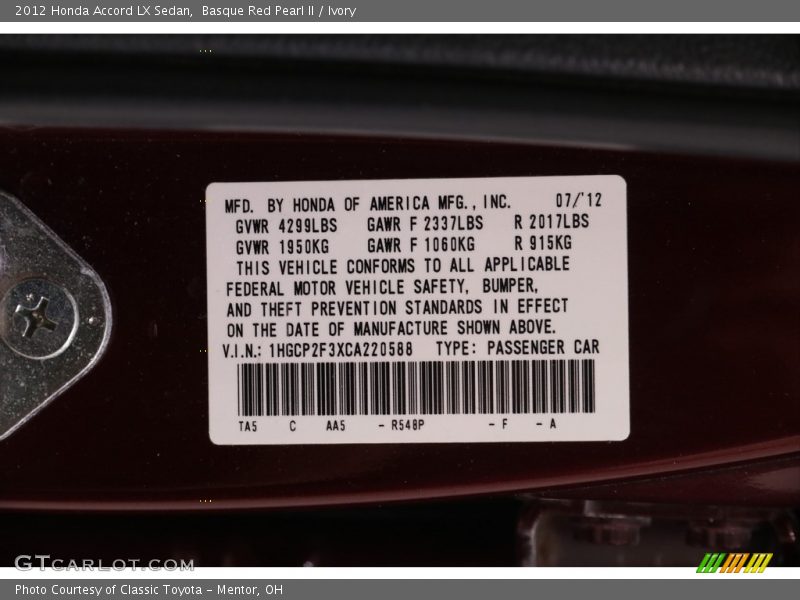 2012 Honda Accord LX Sedan, Basque Red Pearl II / Ivory
MFD. BY HONDA OF AMERICA MFG., INC. 07/'12
GVWR 4299LBS GAWR F 2337LBS R 2017LBS
GVWR 1950KG GAWR F 1060KG R 915KG
THIS VEHICLE CONFORMS TO ALL APPLICABLE
FEDERAL MOTOR VEHICLE SAFETY, BUMPER,
AND THEFT PREVENTION STANDARDS IN EFFECT
ON THE DATE OF MANUFACTURE SHOWN ABOVE.
V.I.N.: 1HGCP2F3XCA220588 TYPE: PASSENGER CAR
TA5 C AA5 - R548P - F - A
GTCARLOT.COM
Photo Courtesy of Classic Toyota - Mentor, OH